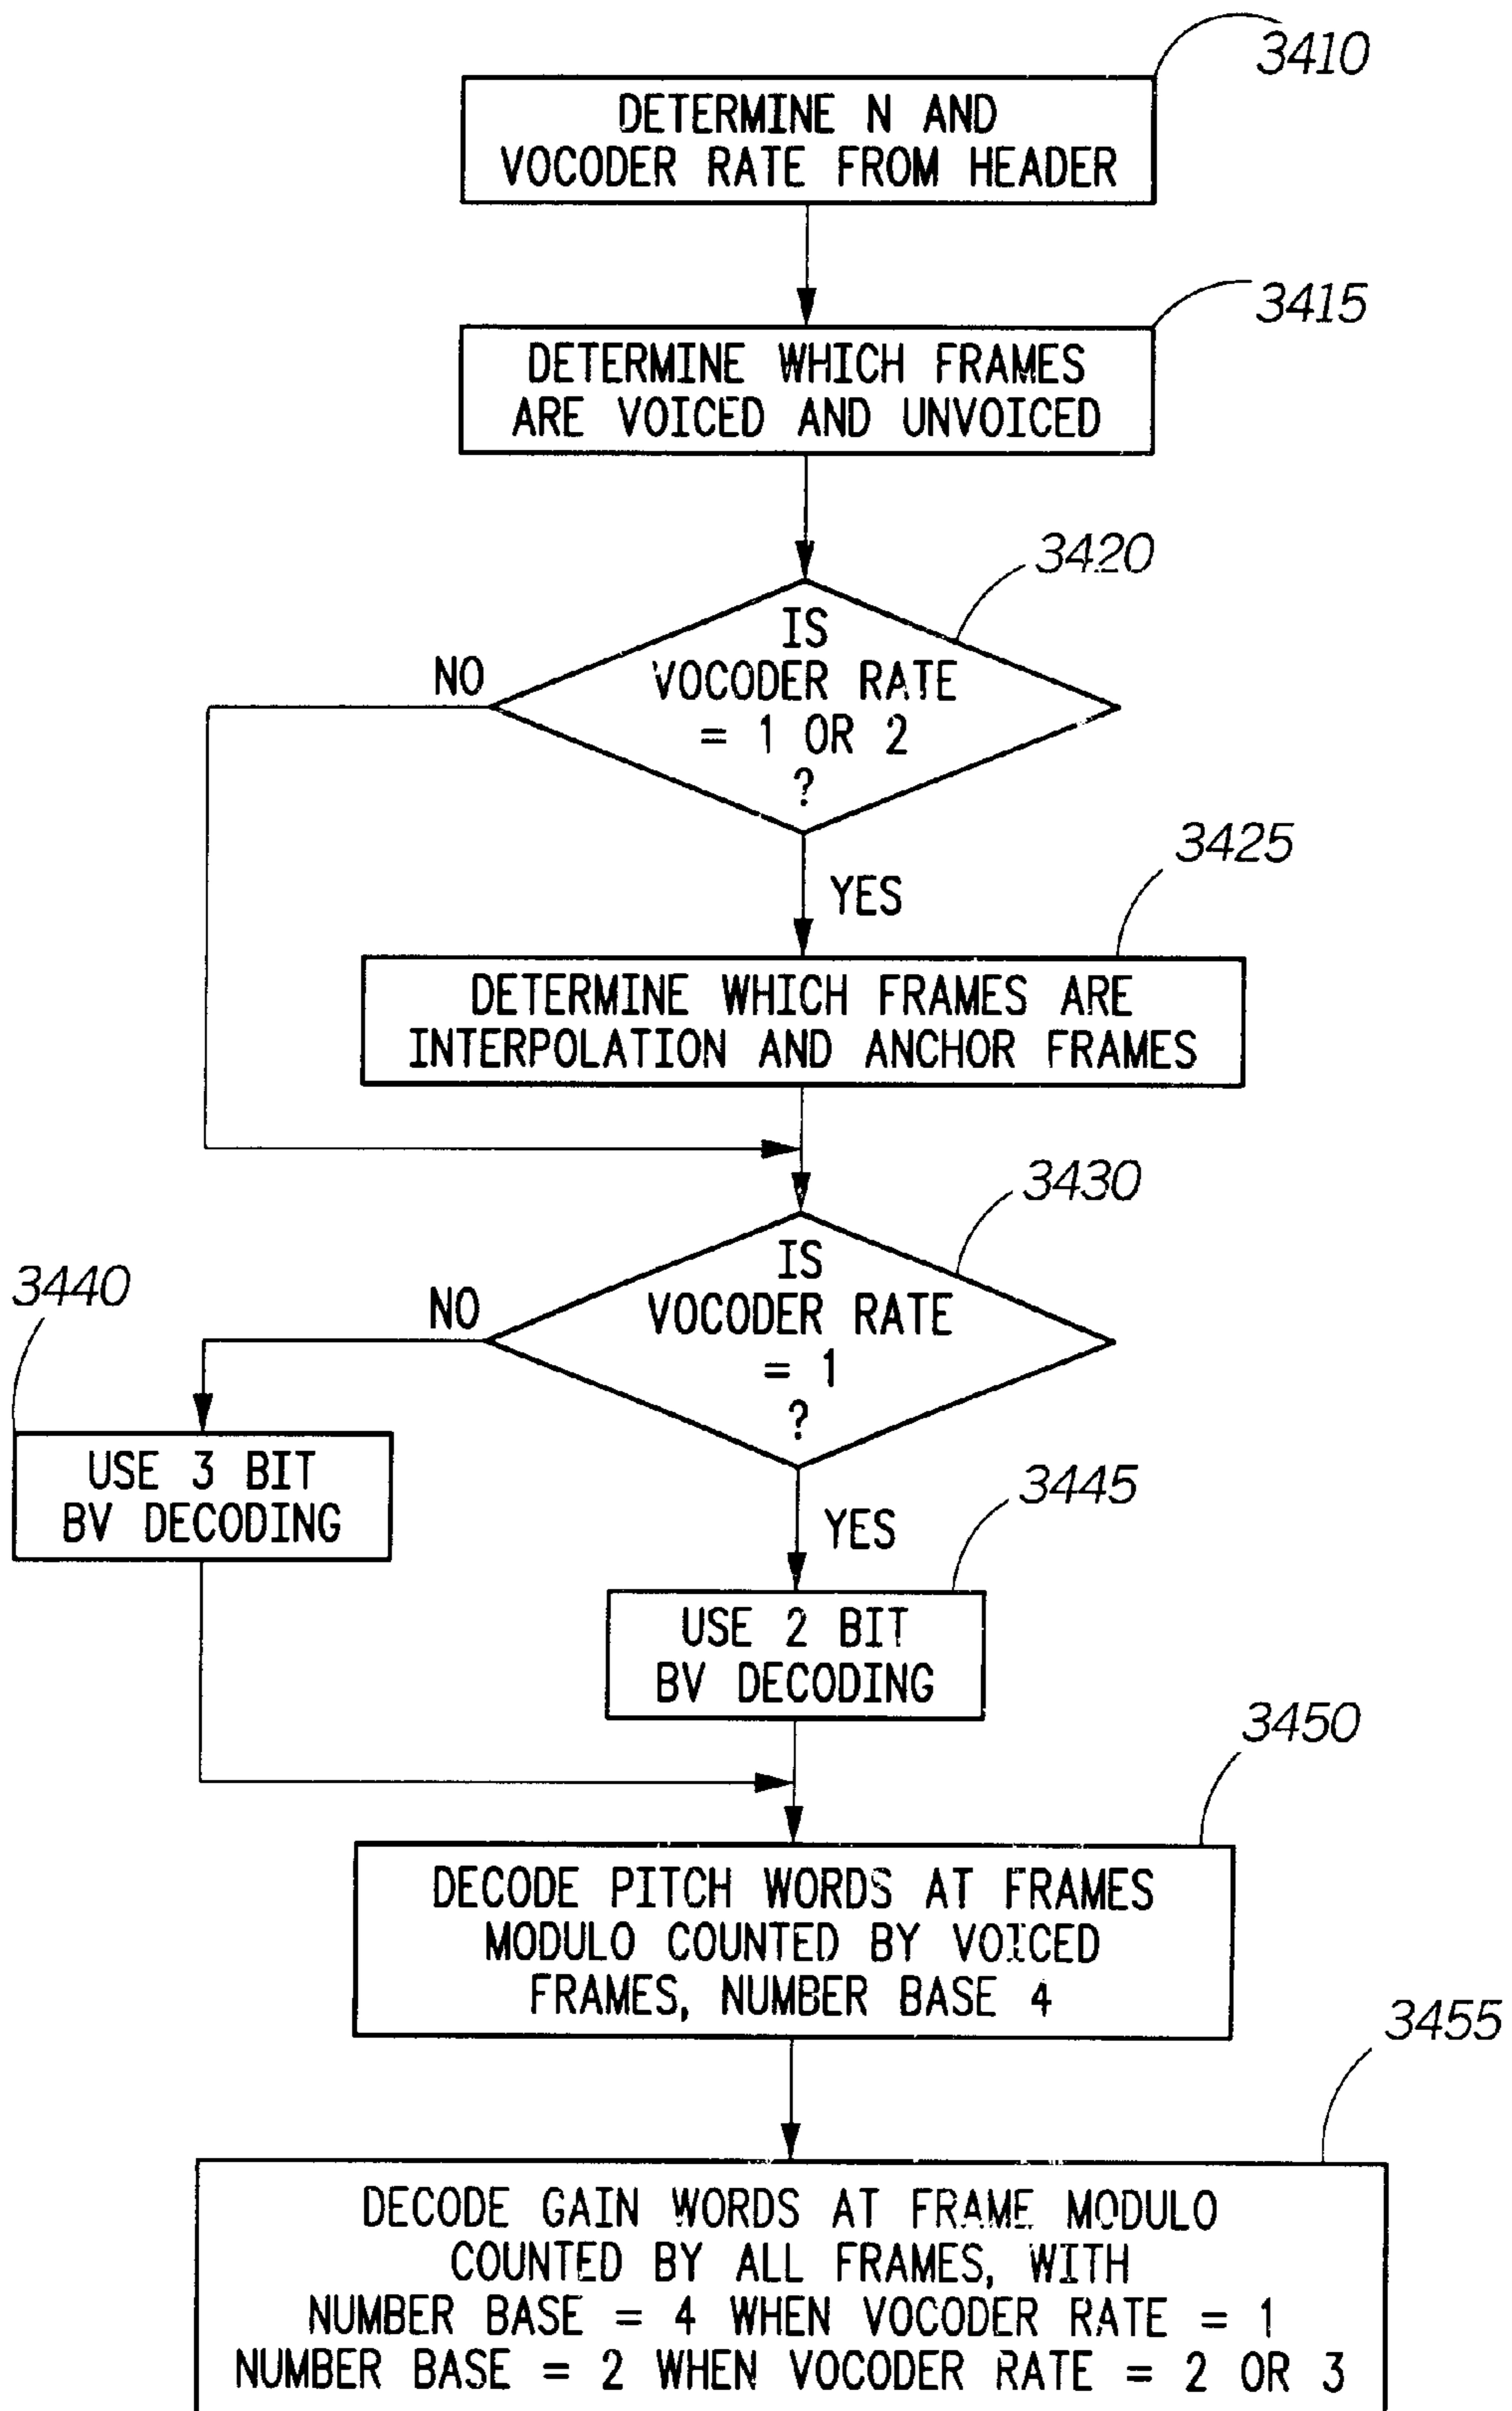 3410
DETERMINE N AND
VOCODER RATE FROM HEADER
3415
DETERMINE WHICH FRAMES
ARE VOICED AND UNVOICED
3420
IS
VOCODER RATE
= 1 OR 2
?
NO
YES
3425
DETERMINE WHICH FRAMES ARE
INTERPOLATION AND ANCHOR FRAMES
3430
IS
VOCODER RATE
= 1
?
NO
3440
USE 3 BIT
BV DECODING
YES
3445
USE 2 BIT
BV DECODING
3450
DECODE PITCH WORDS AT FRAMES
MODULO COUNTED BY VOICED
FRAMES, NUMBER BASE 4
3455
DECODE GAIN WORDS AT FRAME MODULO
COUNTED BY ALL FRAMES, WITH
NUMBER BASE = 4 WHEN VOCODER RATE = 1
NUMBER BASE = 2 WHEN VOCODER RATE = 2 OR 3